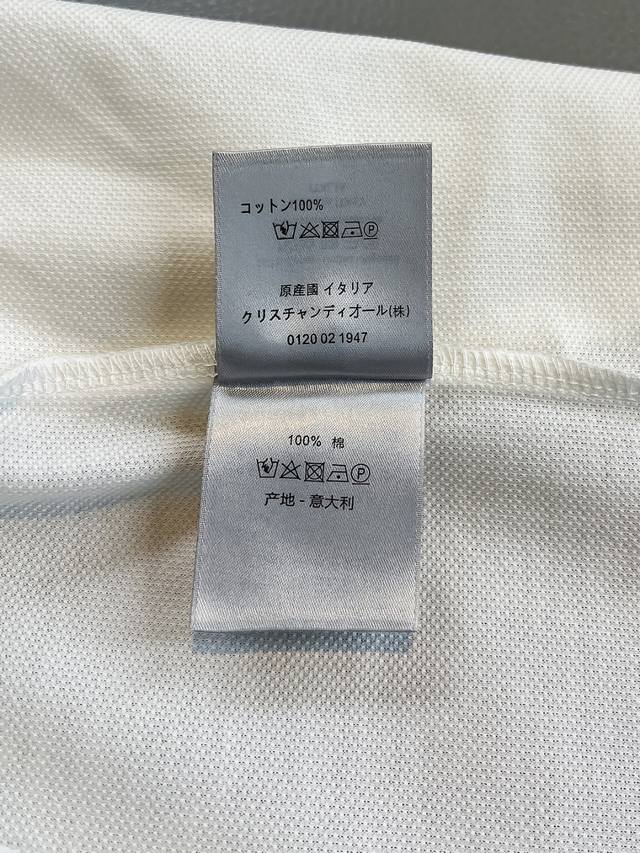 コットン100%
原産國 イタリア
クリスチャンディオール(株)
0120 02 1947
100% 棉
产地 - 意大利